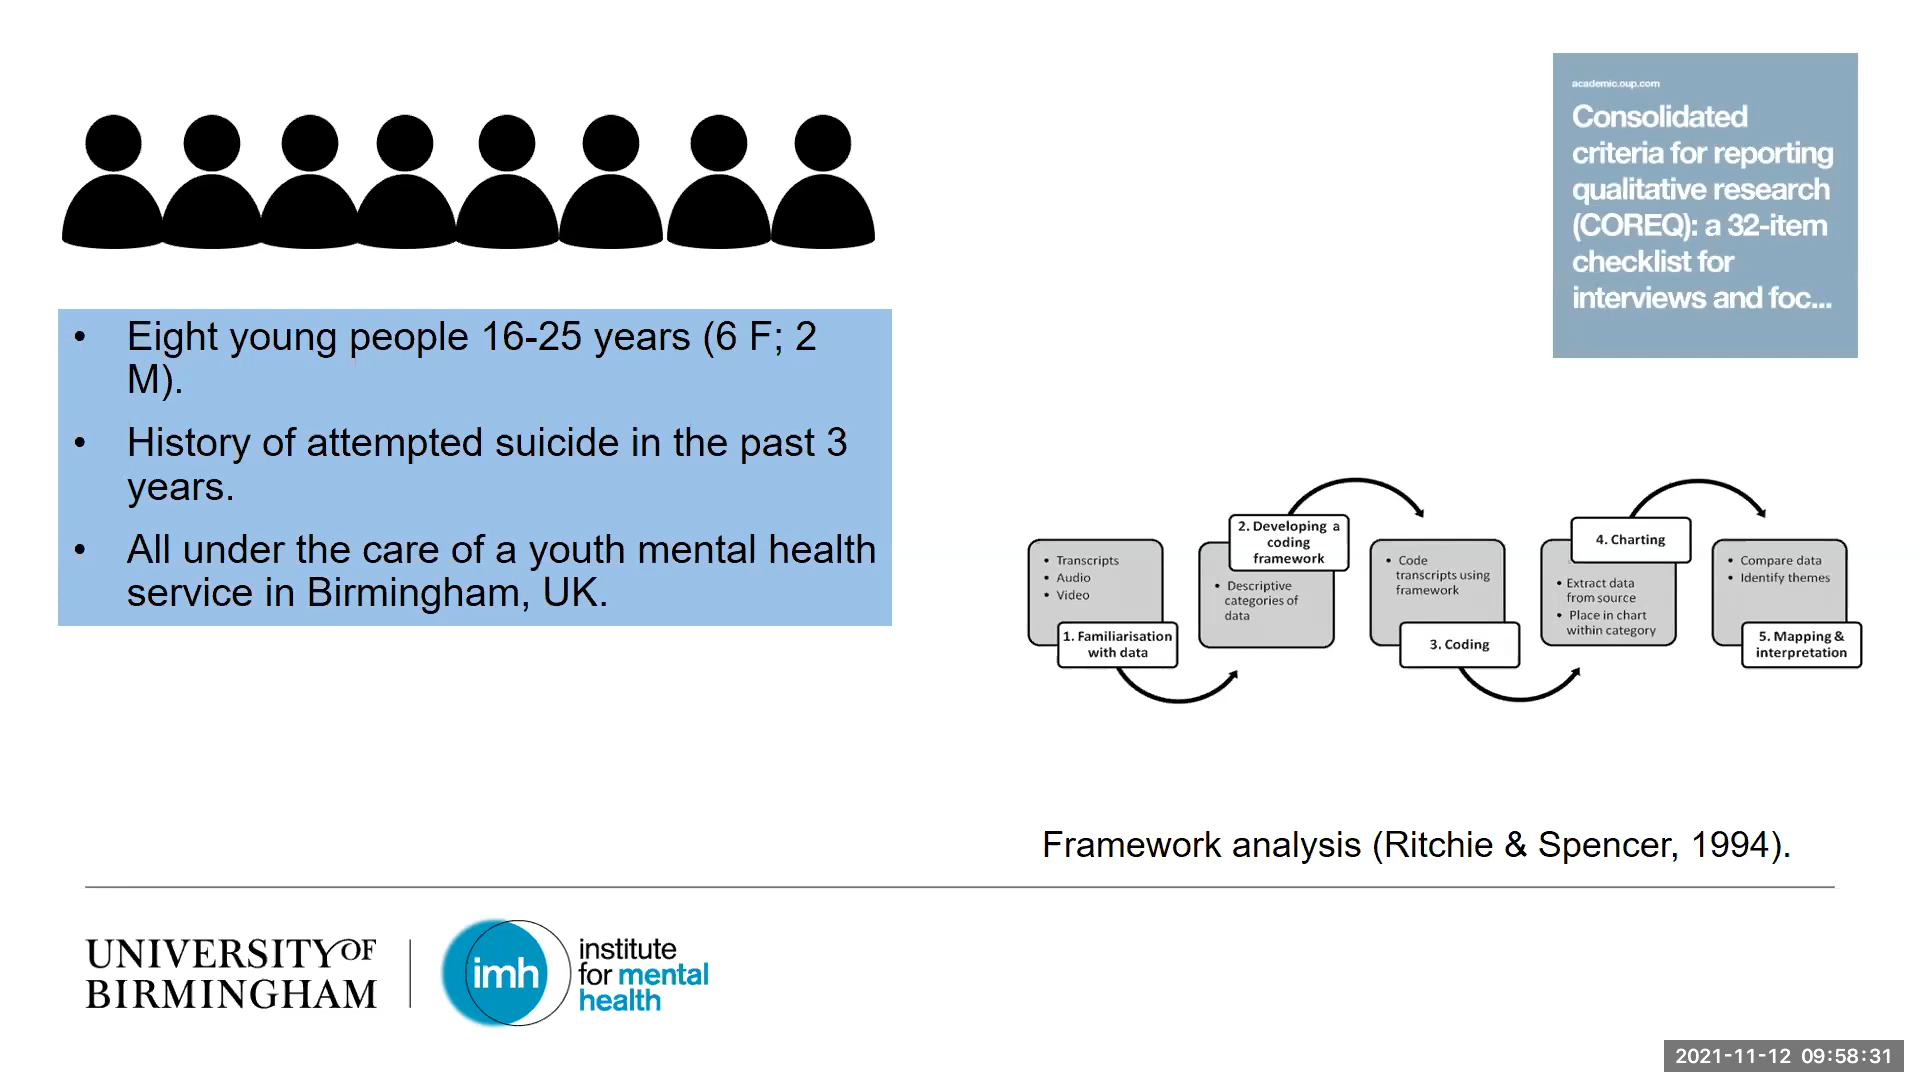 academic.oup.com
Consolidated
criteria for reporting
qualitative research
(COREQ): a 32-item
checklist for
interviews and foc...
• Eight young people 16-25 years (6 F; 2
M).
• History of attempted suicide in the past 3
years.
• All under the care of a youth mental health
service in Birmingham, UK.
• Transcripts
• Audio
• Video
1. Familiarisation
with data
2. Developing a
coding
framework
• Descriptive
categories of
data
• Code
transcripts using
framework
3. Coding
4. Charting
• Extract data
from source
• Place in chart
within category
• Compare data
• Identify themes
5. Mapping &
interpretation
Framework analysis (Ritchie & Spencer, 1994).
UNIVERSITY OF
BIRMINGHAM
imh
institute
for mental
health
2021-11-12 09:58:31